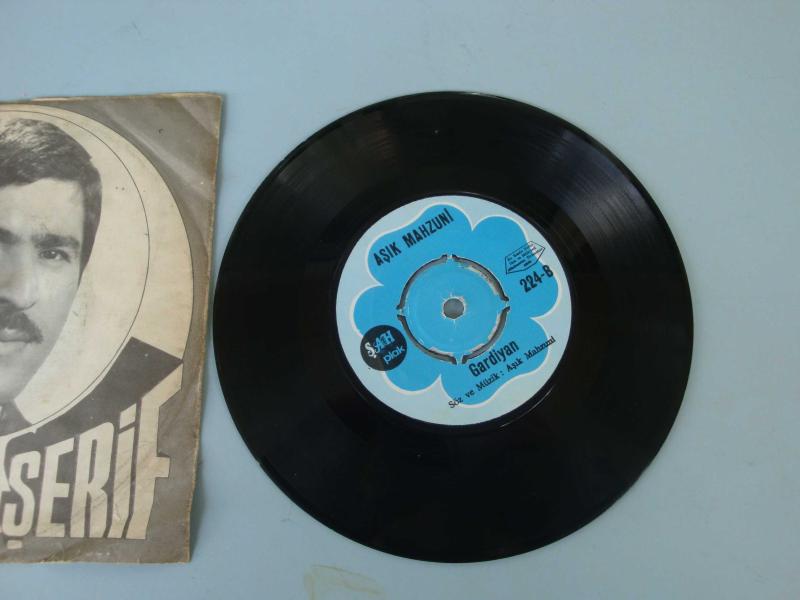 ŞERİF
AŞIK MAHZUNİ
224-B
ŞAH
plak
Gardiyan
Söz ve Müzik: Aşık Mahzuni